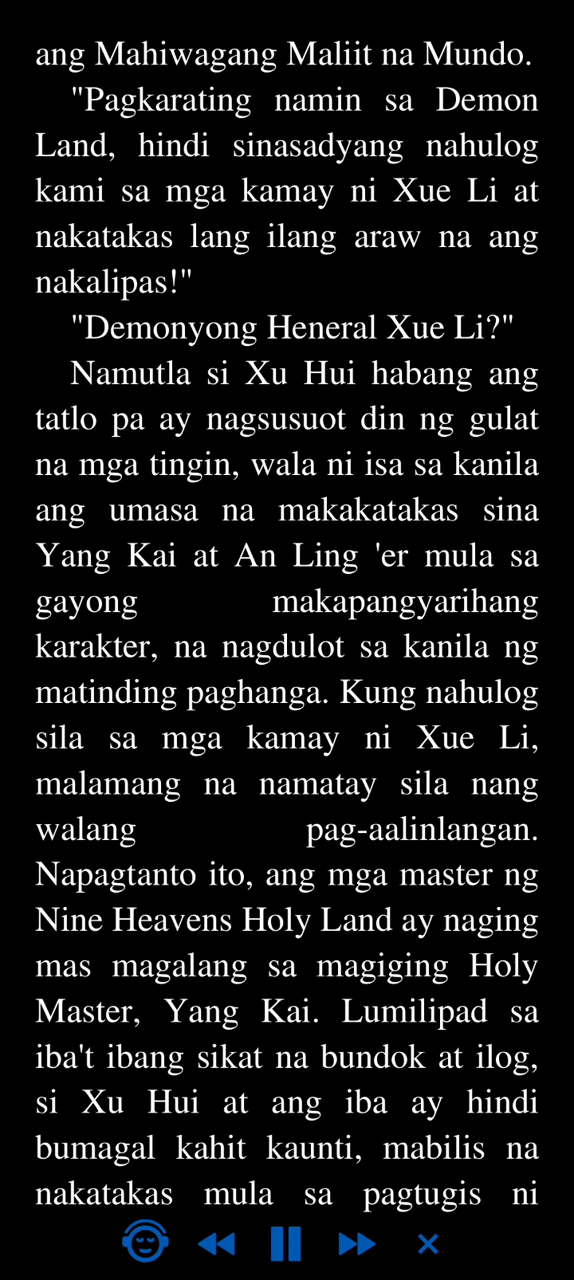 ang Mahiwagang Maliit na Mundo.
"Pagkarating namin sa Demon
Land, hindi sinasadyang nahulog
kami sa mga kamay ni Xue Li at
nakatakas lang ilang araw na ang
nakalipas!"
"Demonyong Heneral Xue Li?"
Namutla si Xu Hui habang ang
tatlo pa ay nagsusuot din ng gulat
na mga tingin, wala ni isa sa kanila
ang umasa na makakatakas sina
Yang Kai at An Ling 'er mula sa
gayong makapangyarihang
karakter, na nagdulot sa kanila ng
matinding paghanga. Kung nahulog
sila sa mga kamay ni Xue Li,
malamang na namatay sila nang
walang pag-aalinlangan.
Napagtanto ito, ang mga master ng
Nine Heavens Holy Land ay naging
mas magalang sa magiging Holy
Master, Yang Kai. Lumilipad sa
iba't ibang sikat na bundok at ilog,
si Xu Hui at ang iba ay hindi
bumagal kahit kaunti, mabilis na
nakatakas mula sa pagtugis ni